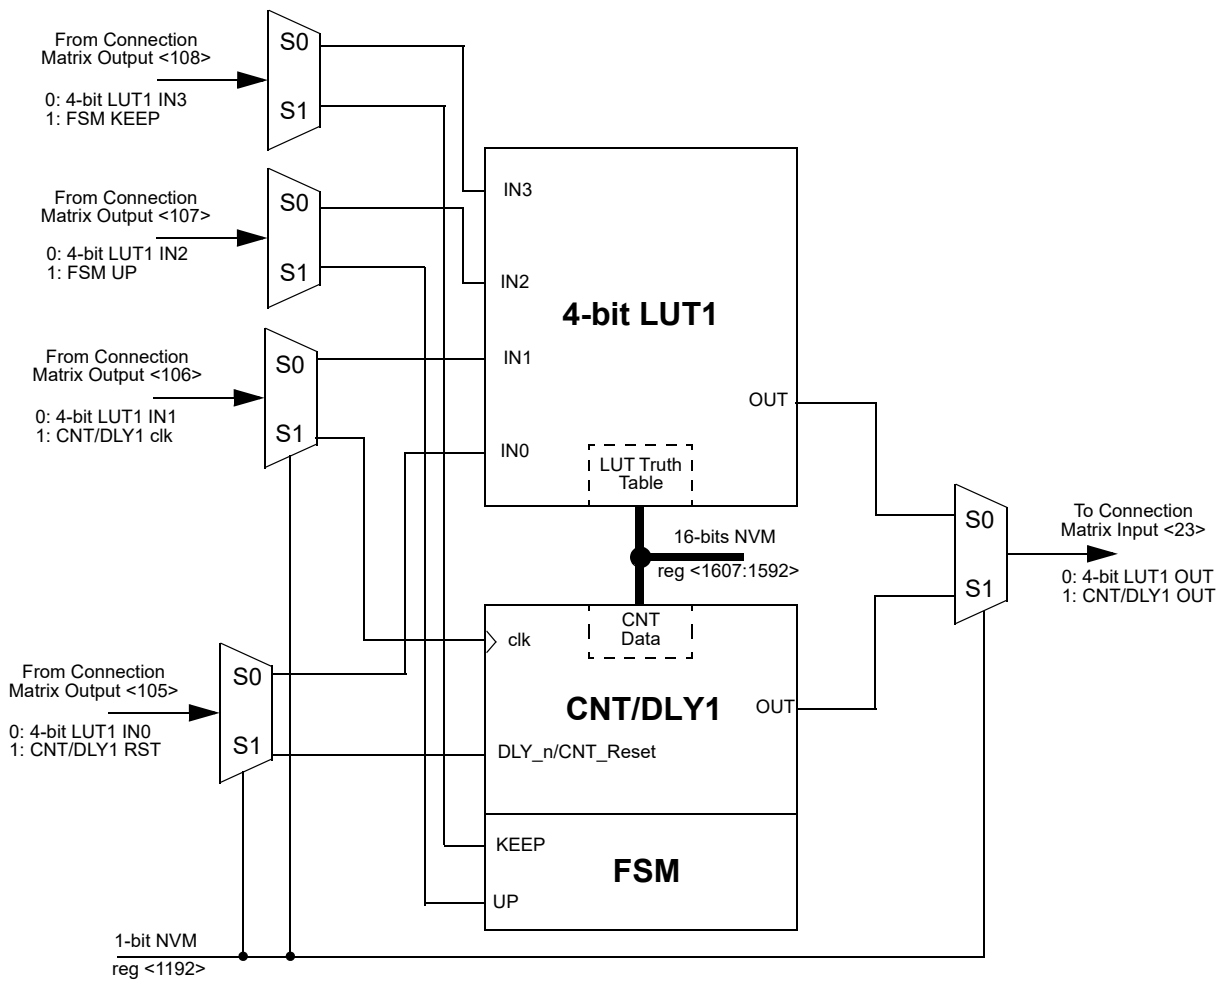 From Connection
Matrix Output <108>
0: 4-bit LUT1 IN3
1: FSM KEEP
S0
S1
From Connection
Matrix Output <107>
0: 4-bit LUT1 IN2
1: FSM UP
S0
S1
From Connection
Matrix Output <106>
0: 4-bit LUT1 IN1
1: CNT/DLY1 clk
S0
S1
IN3
IN2
IN1
IN0
4-bit LUT1
OUT
LUT Truth
Table
16-bits NVM
reg <1607:1592>
S0
S1
To Connection
Matrix Input <23>
0: 4-bit LUT1 OUT
1: CNT/DLY1 OUT
From Connection
Matrix Output <105>
0: 4-bit LUT1 IN0
1: CNT/DLY1 RST
S0
S1
clk
CNT
Data
CNT/DLY1
OUT
DLY_n/CNT_Reset
KEEP
FSM
UP
1-bit NVM
reg <1192>